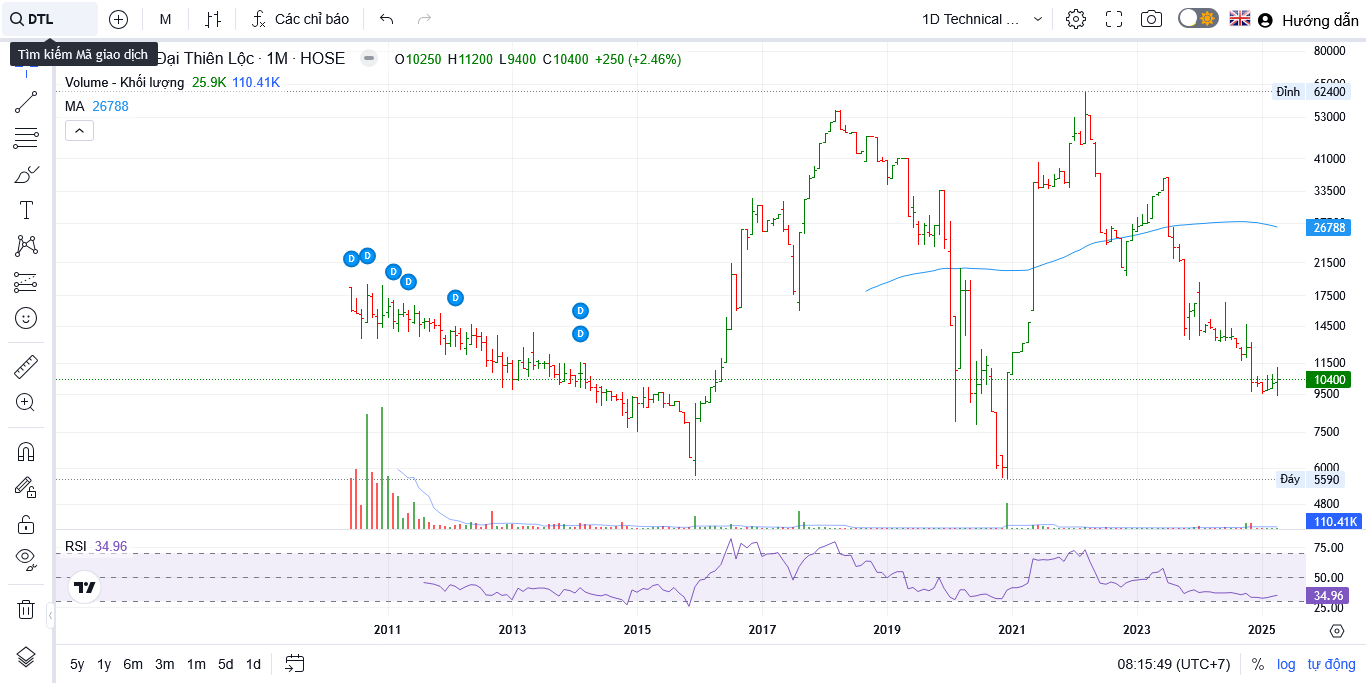 DTL M Các chỉ báo 1D Technical ... Hướng dẫn
Tìm kiếm Mã giao dịch
Đại Thiên Lộc · 1M · HOSE O10250 H11200 L9400 C10400 +250 (+2.46%)
Volume - Khối lượng 25.9K 110.41K
MA 26788
80000
65000
Đỉnh 62400
53000
41000
33500
26788
21500
17500
14500
11500
10400
9500
7500
6000
Đáy 5590
4800
110.41K
D D D D D D D
RSI 34.96
75.00
50.00
34.96
25.00
2011 2013 2015 2017 2019 2021 2023 2025
5y 1y 6m 3m 1m 5d 1d 08:15:49 (UTC+7) % log tự động